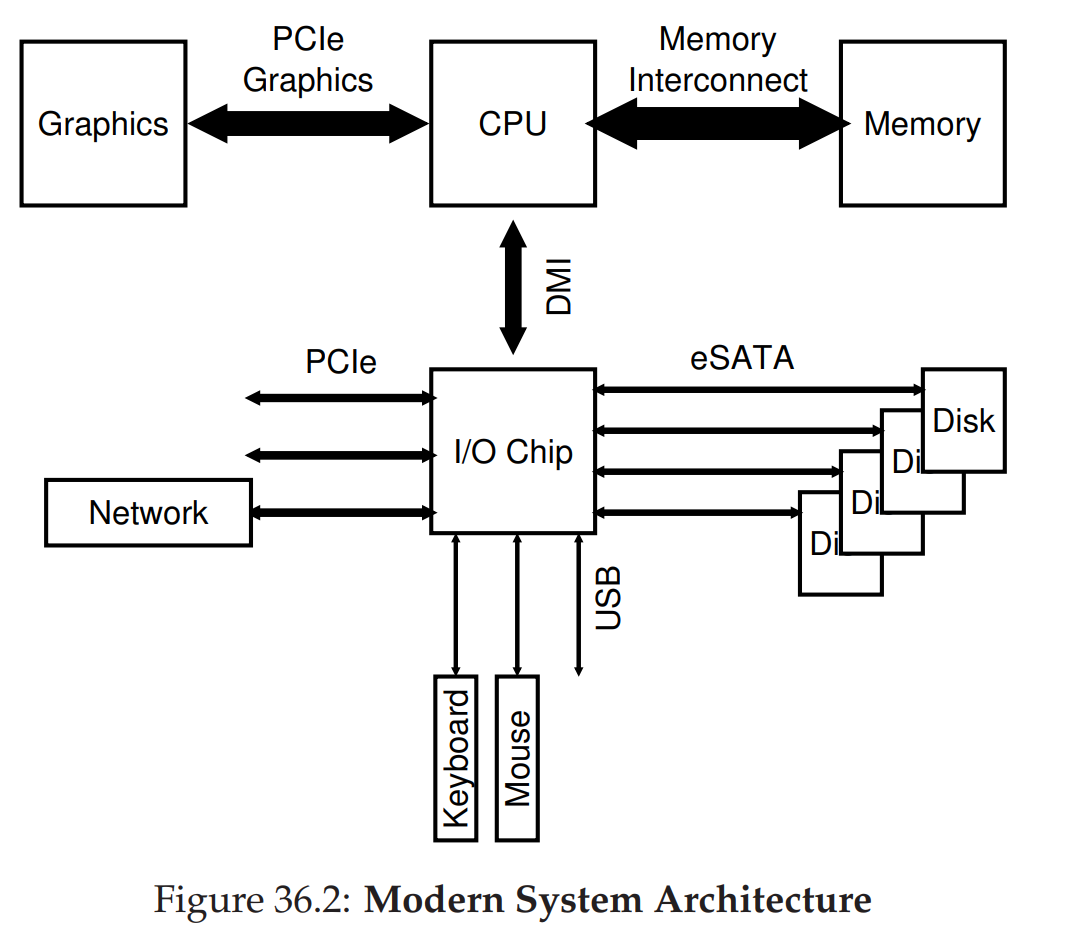 PCIe
Graphics
Memory
Interconnect
Graphics
CPU
Memory
DMI
PCIe
eSATA
I/O Chip
Disk
Di
Di
Di
Network
USB
Keyboard
Mouse
Figure 36.2: Modern System Architecture